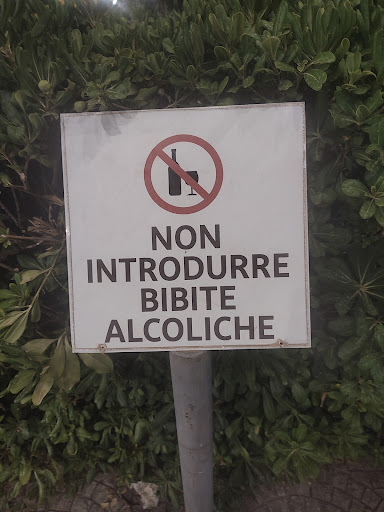 NON
INTRODURRE
BIBITE
ALCOLICHE